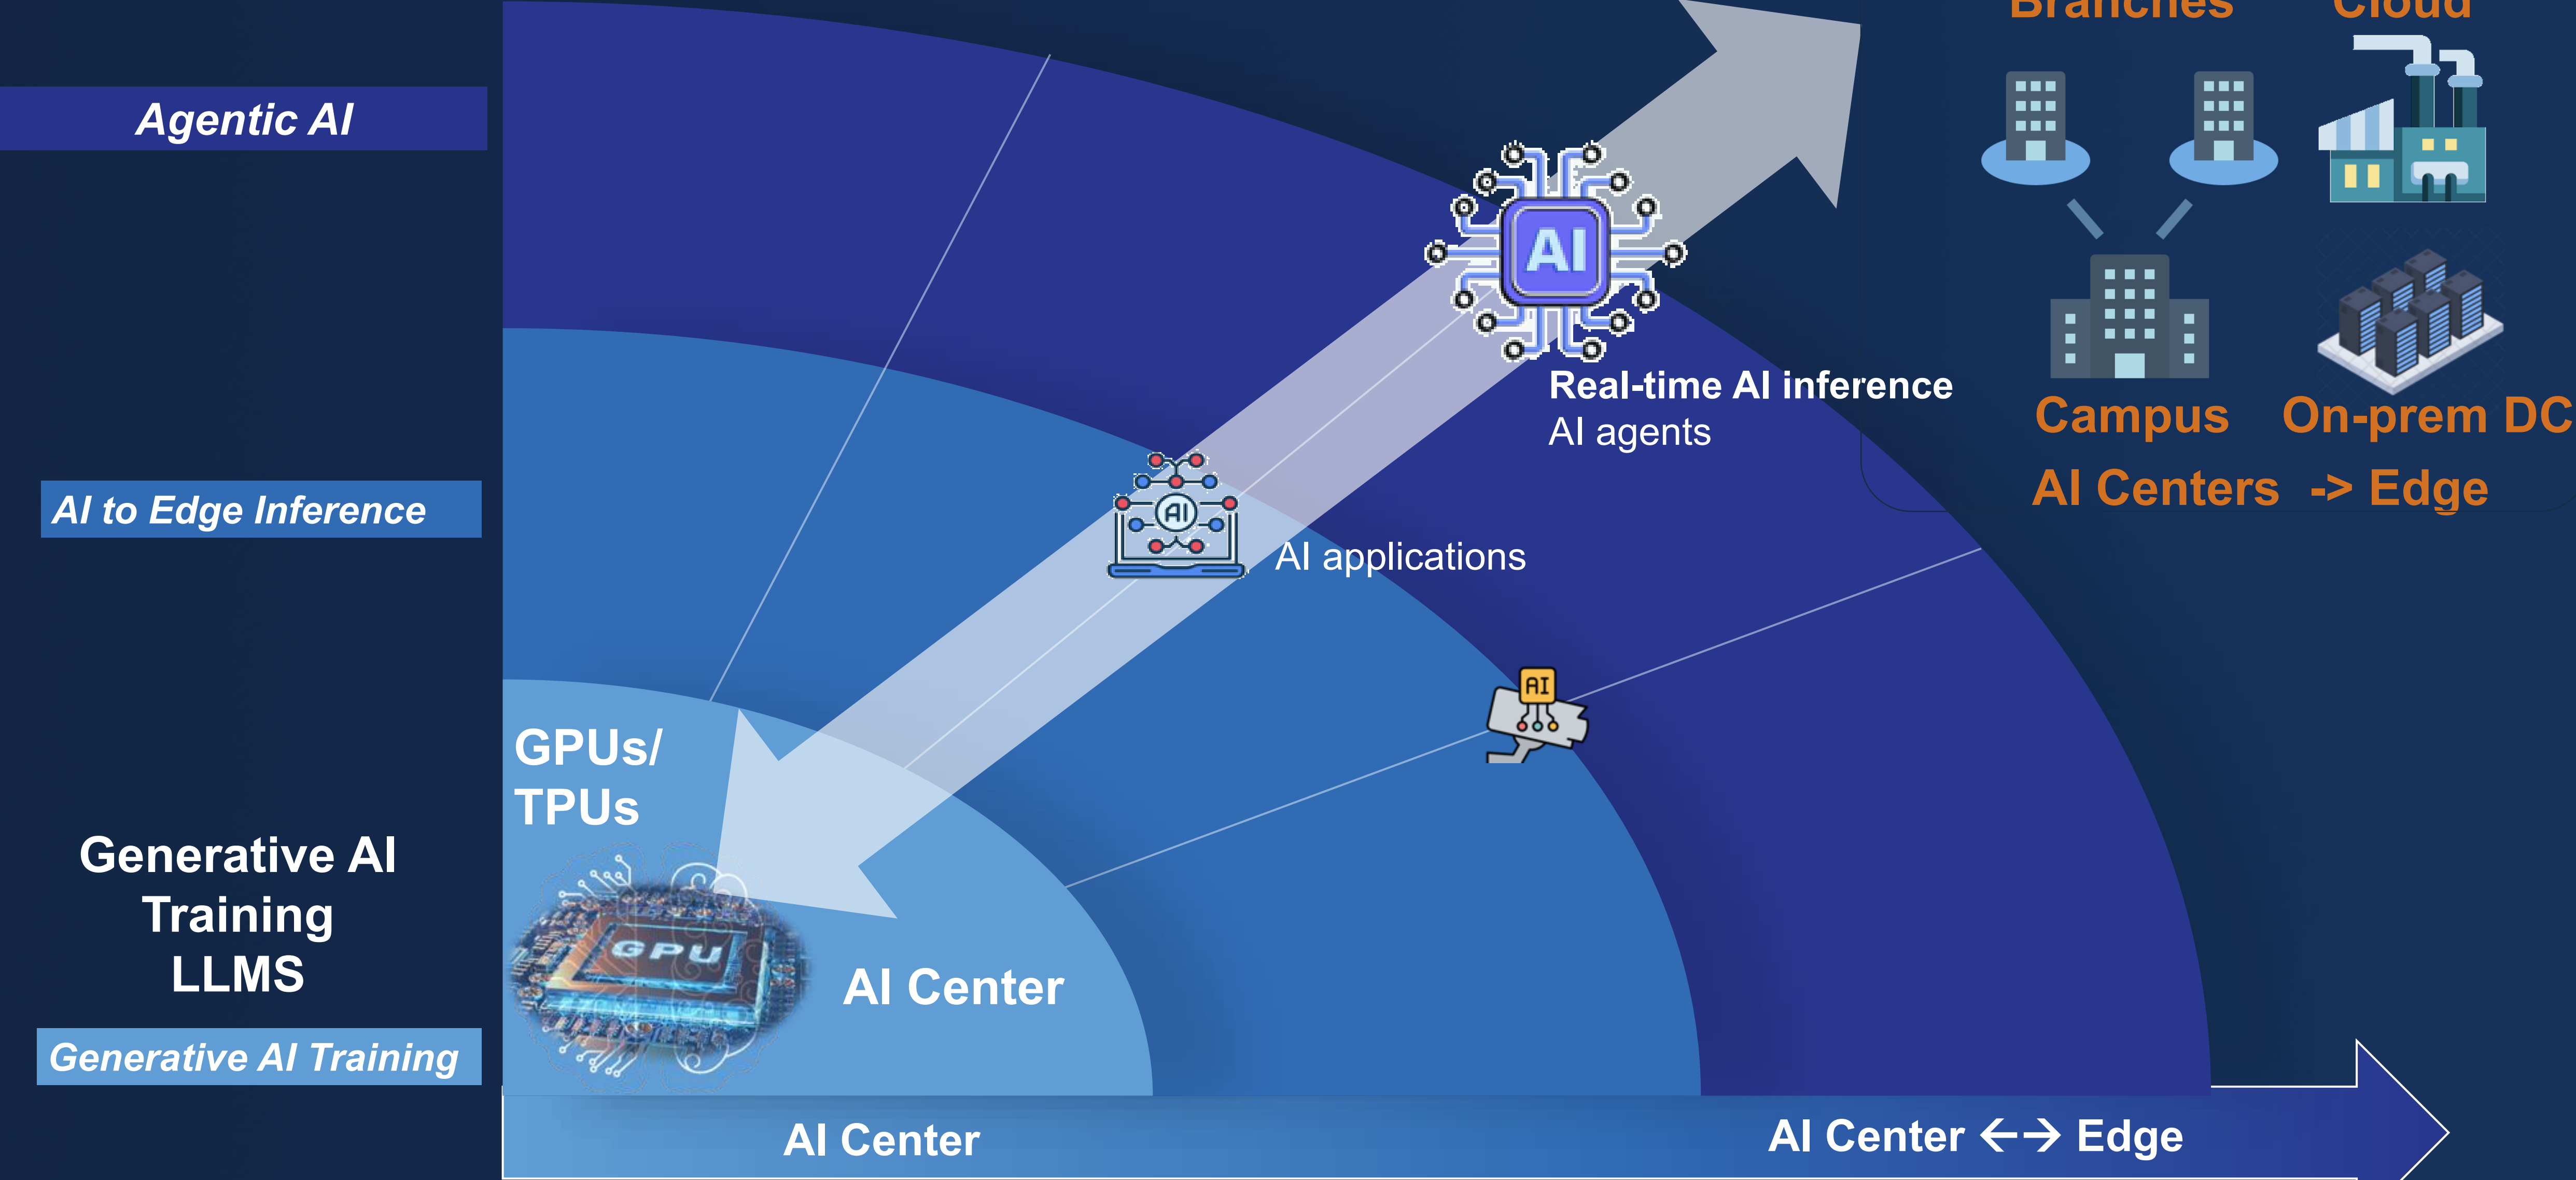 Branches Cloud
Agentic AI
AI
Real-time AI inference
AI agents
Campus On-prem DC
AI Centers -> Edge
AI to Edge Inference
AI
AI applications
AI
GPUs/
TPUs
Generative AI
Training
LLMS
GPU
AI Center
Generative AI Training
AI Center
AI Center ←→ Edge